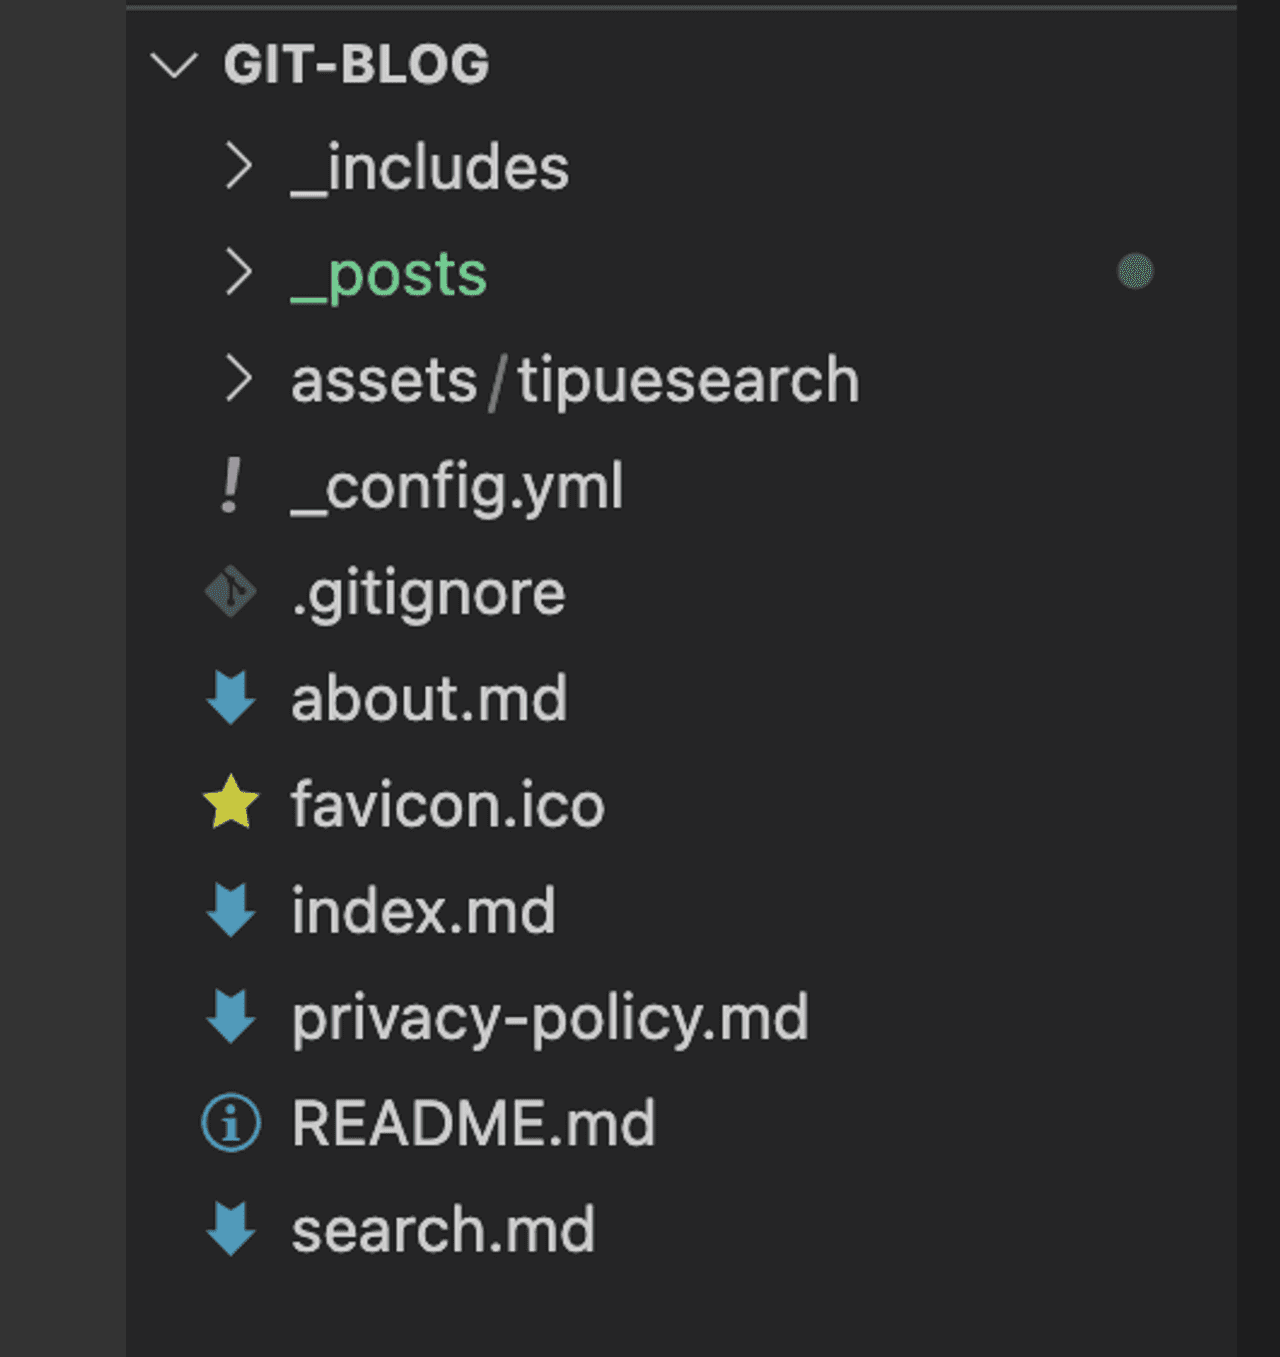 GIT-BLOG
_includes
_posts
assets/tipuesearch
_config.yml
.gitignore
about.md
favicon.ico
index.md
privacy-policy.md
README.md
search.md